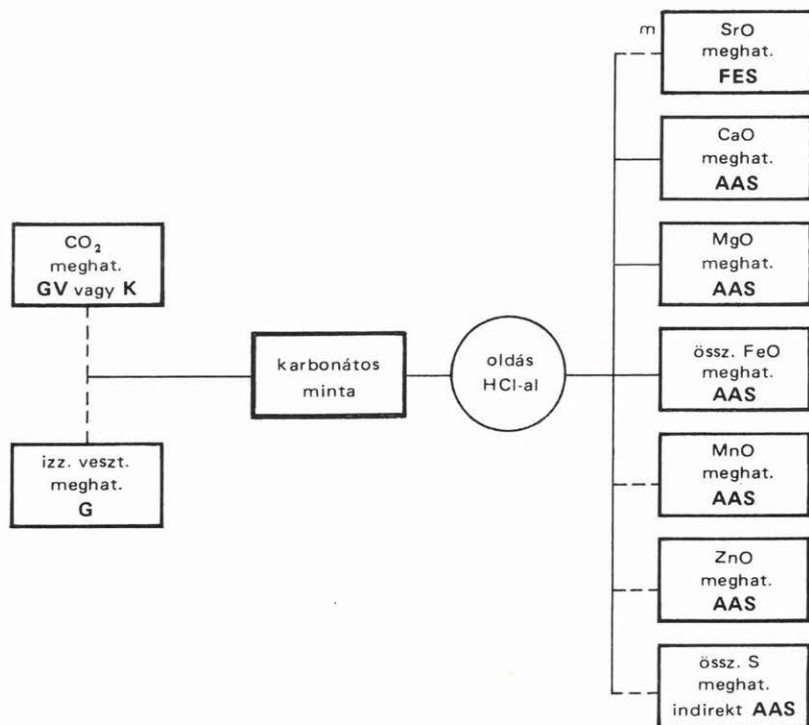 CO₂
meghat.
GV vagy K
izz. veszt.
meghat.
G
karbonátos
minta
oldás
HCl-al
m
SrO
meghat.
FES
CaO
meghat.
AAS
MgO
meghat.
AAS
össz. FeO
meghat.
AAS
MnO
meghat.
AAS
ZnO
meghat.
AAS
össz. S
meghat.
indirekt AAS